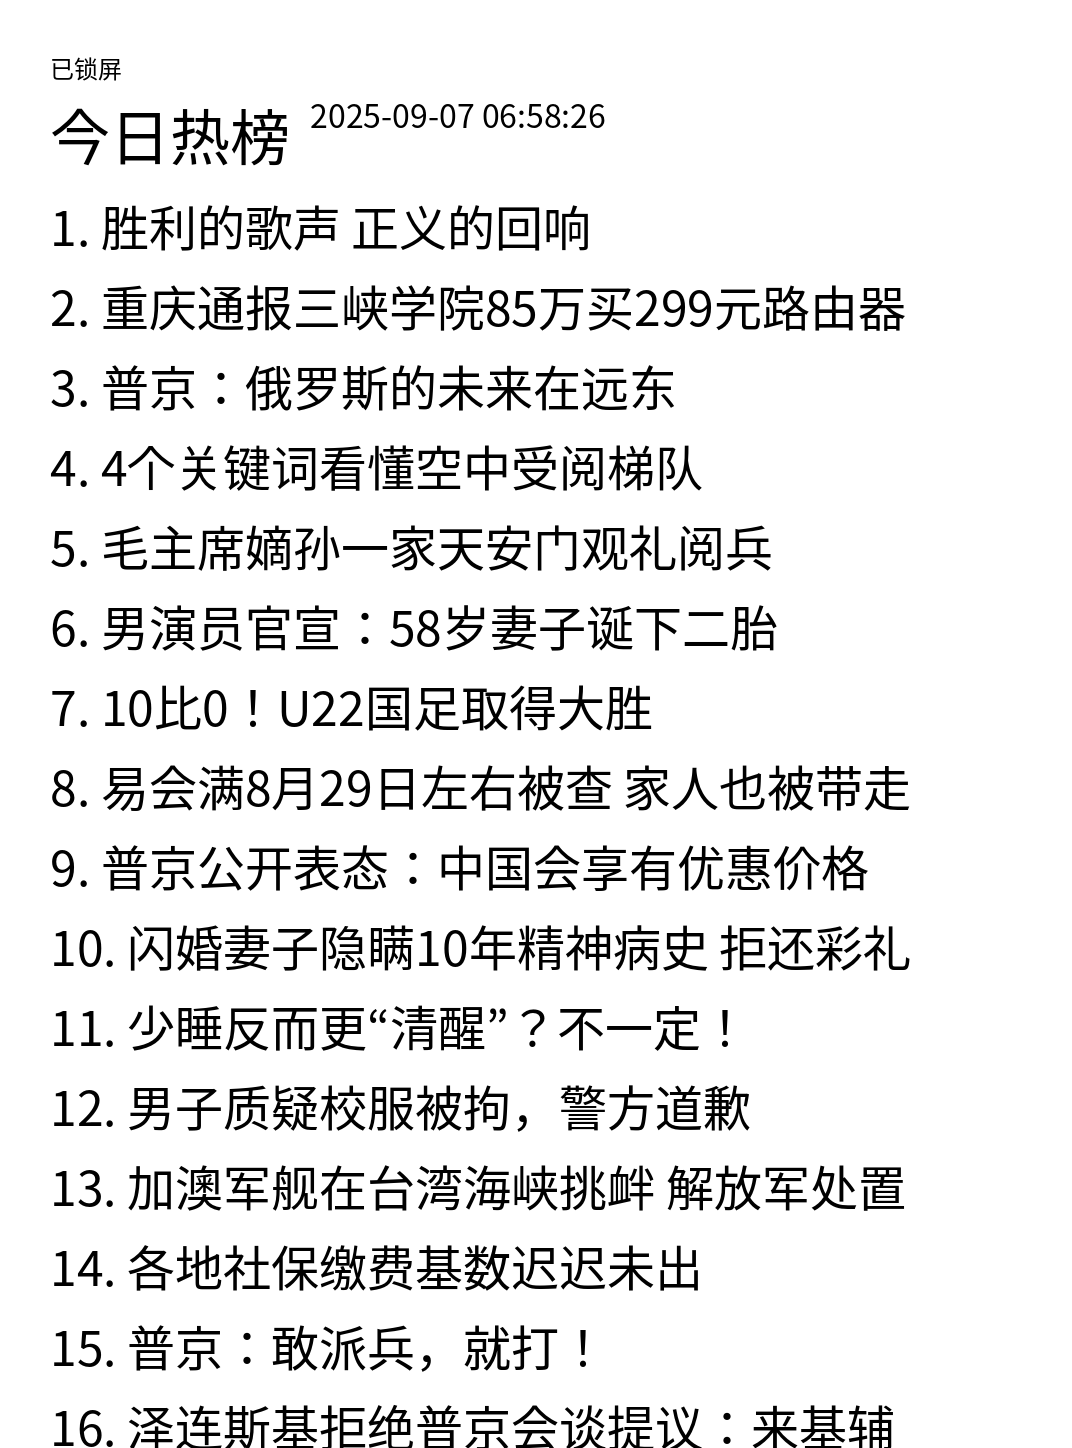 已锁屏
今日热榜 2025-09-07 06:58:26
1. 胜利的歌声 正义的回响
2. 重庆通报三峡学院85万买299元路由器
3. 普京：俄罗斯的未来在远东
4. 4个关键词看懂空中受阅梯队
5. 毛主席嫡孙一家天安门观礼阅兵
6. 男演员官宣：58岁妻子诞下二胎
7. 10比0！U22国足取得大胜
8. 易会满8月29日左右被查 家人也被带走
9. 普京公开表态：中国会享有优惠价格
10. 闪婚妻子隐瞒10年精神病史 拒还彩礼
11. 少睡反而更“清醒”？不一定！
12. 男子质疑校服被拘，警方道歉
13. 加澳军舰在台湾海峡挑衅 解放军处置
14. 各地社保缴费基数迟迟未出
15. 普京：敢派兵，就打！
16. 泽连斯基拒绝普京会谈提议：来基辅